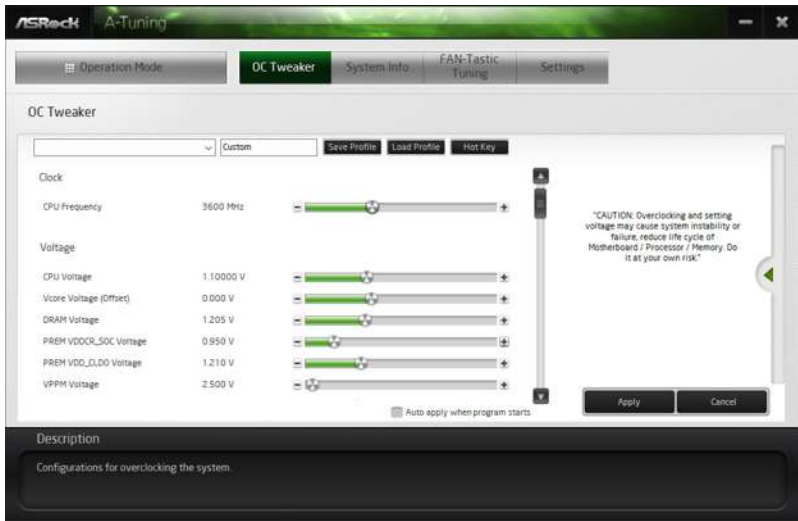 ASRock A-Tuning
Operation Mode
OC Tweaker
System Info
FAN-Tastic
Tuning
Settings
OC Tweaker
Custom
Save Profile
Load Profile
Hot Key
Clock
CPU Frequency 3600 MHz
Voltage
CPU Voltage 1.10000 V
Vcore Voltage (Offset) 0.000 V
DRAM Voltage 1.205 V
PREM VDDCR_SOC Voltage 0.950 V
PREM VDD_CLDO Voltage 1.210 V
VPPM Voltage 2.500 V
Auto apply when program starts
"CAUTION: Overclocking and setting
voltage may cause system instability or
failure, reduce life cycle of
Motherboard / Processor / Memory. Do
it at your own risk."
Apply
Cancel
Description
Configurations for overclocking the system.